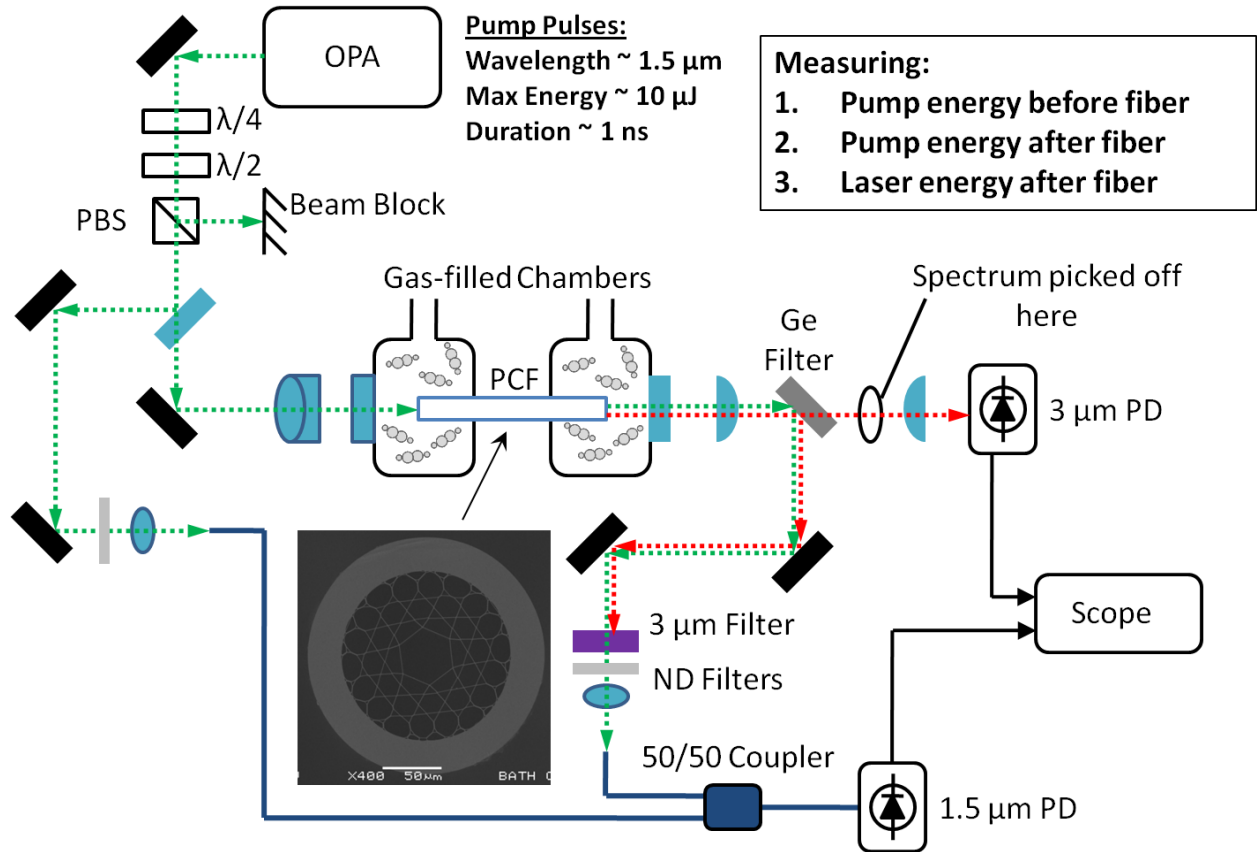 OPA
Pump Pulses:
Wavelength ~ 1.5 µm
Max Energy ~ 10 µJ
Duration ~ 1 ns
Measuring:
1. Pump energy before fiber
2. Pump energy after fiber
3. Laser energy after fiber
λ/4
λ/2
PBS
Beam Block
Gas-filled Chambers
PCF
Ge
Filter
Spectrum picked off
here
3 µm PD
Scope
3 µm Filter
ND Filters
50/50 Coupler
1.5 µm PD
X400 50µm BATH